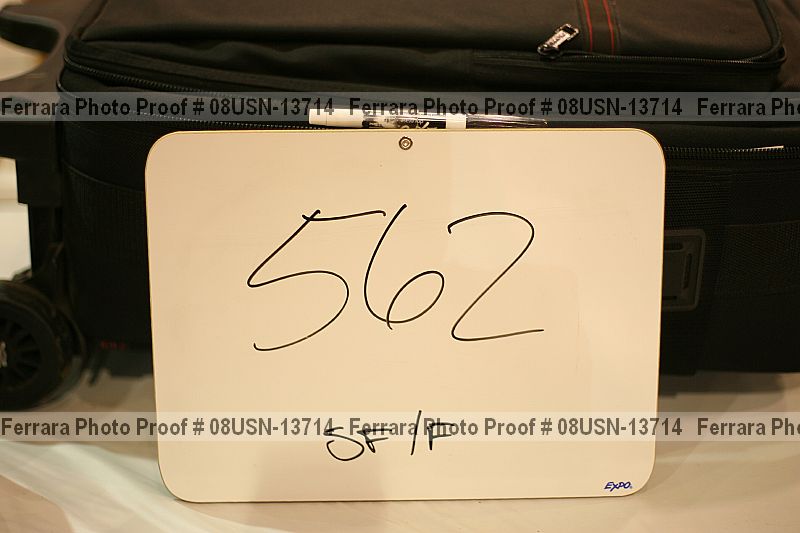 Ferrara Photo Proof # 08USN-13714 Ferrara Photo Proof # 08USN-13714 Ferrara Pho
562
Ferrara Photo Proof # 08USN-13714 Ferrara Photo Proof # 08USN-13714 Ferrara Pho
SF/F
EXPO